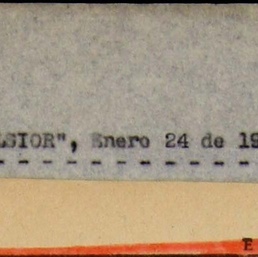 LSIOR", Enero 24 de 19
- - - - - - - - - - - -
E